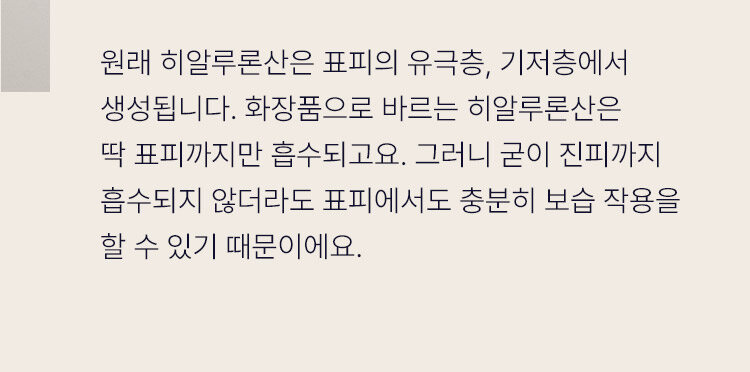 원래 히알루론산은 표피의 유극층, 기저층에서
생성됩니다. 화장품으로 바르는 히알루론산은
딱 표피까지만 흡수되고요. 그러니 굳이 진피까지
흡수되지 않더라도 표피에서도 충분히 보습 작용을
할 수 있기 때문이에요.